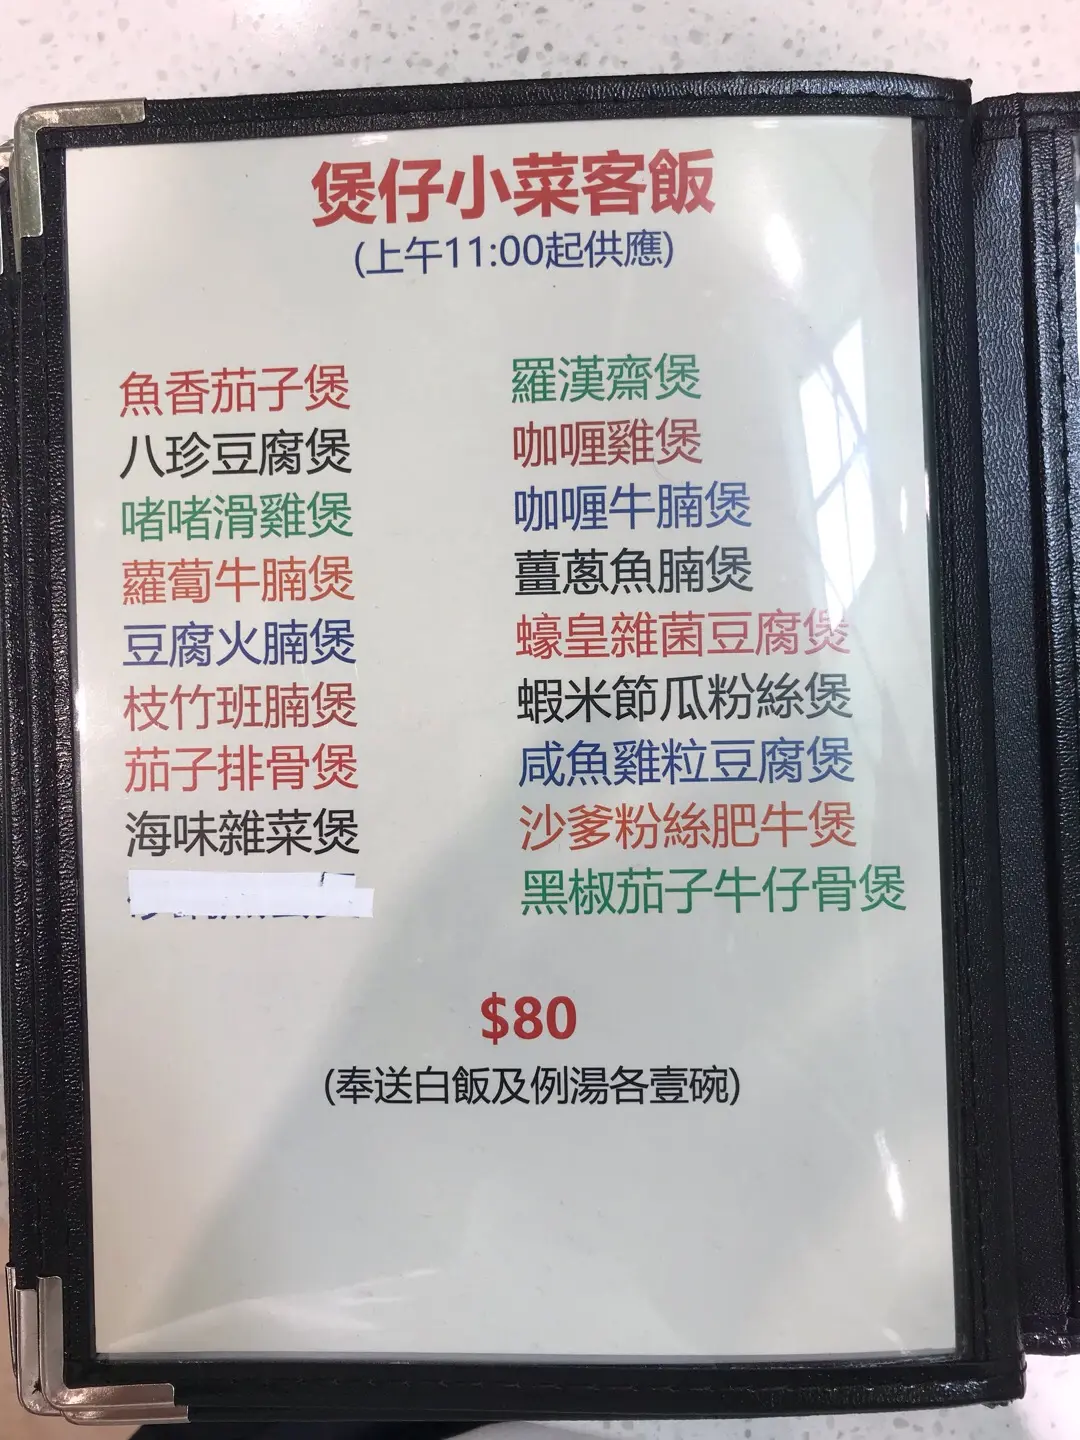 煲仔小菜客飯
(上午11:00起供應)
魚香茄子煲
八珍豆腐煲
啫啫滑雞煲
蘿蔔牛腩煲
豆腐火腩煲
枝竹班腩煲
茄子排骨煲
海味雜菜煲
羅漢齋煲
咖喱雞煲
咖喱牛腩煲
薑蔥魚腩煲
蠔皇雜菌豆腐煲
蝦米節瓜粉絲煲
咸魚雞粒豆腐煲
沙爹粉絲肥牛煲
黑椒茄子牛仔骨煲
$80
(奉送白飯及例湯各壹碗)